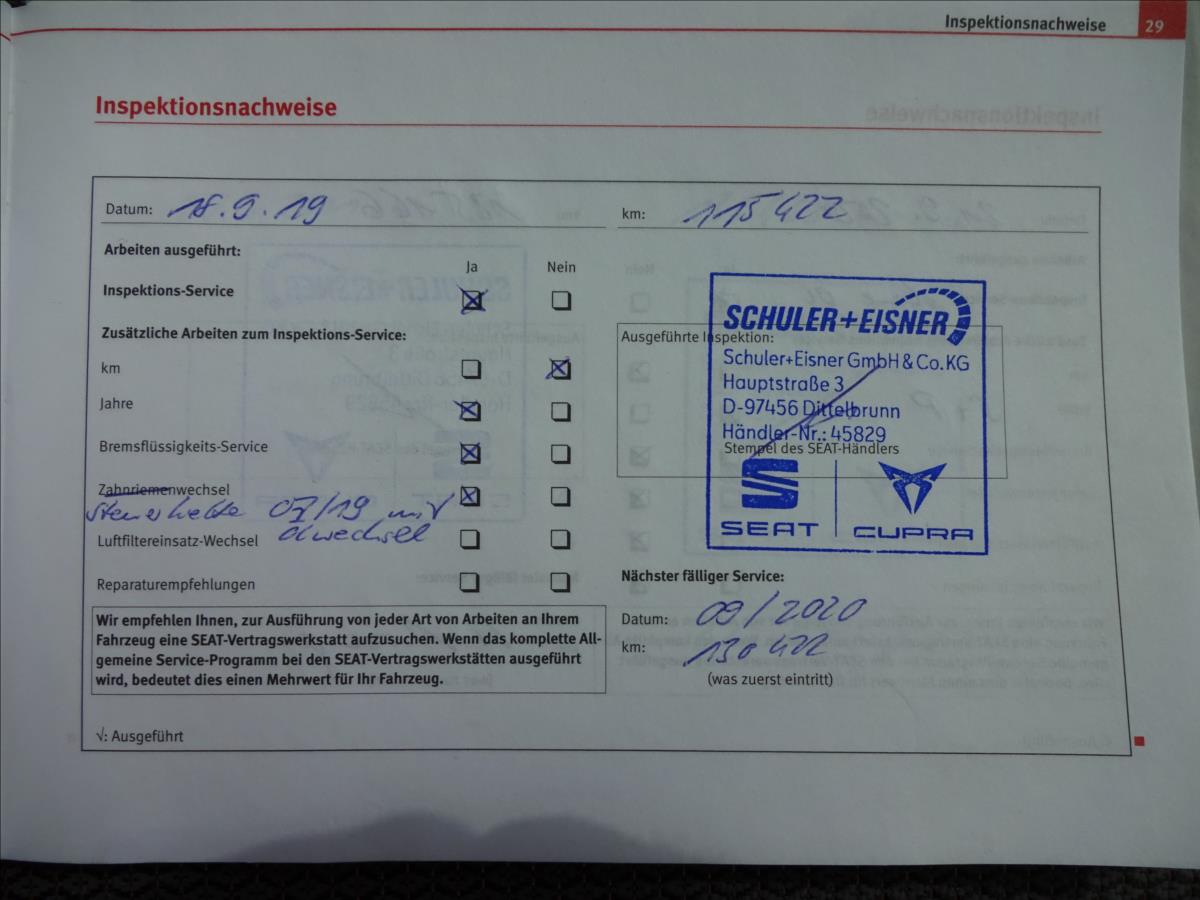 Inspektionsnachweise 29
Inspektionsnachweise
Datum: 18.9.19
km: 115422
Arbeiten ausgeführt:
Ja Nein
Inspektions-Service
Zusätzliche Arbeiten zum Inspektions-Service:
km
Jahre
Bremsflüssigkeits-Service
Zahnriemenwechsel
Steuerkette 07/19 mit
Ölwechsel
Luftfiltereinsatz-Wechsel
Reparaturempfehlungen
Wir empfehlen Ihnen, zur Ausführung von jeder Art von Arbeiten an Ihrem
Fahrzeug eine SEAT-Vertragswerkstatt aufzusuchen. Wenn das komplette All-
gemeine Service-Programm bei den SEAT-Vertragswerkstätten ausgeführt
wird, bedeutet dies einen Mehrwert für Ihr Fahrzeug.
√: Ausgeführt
SCHULER+EISNER
Ausgeführte Inspektion:
Schuler+Eisner GmbH & Co. KG
Hauptstraße 3
D-97456 Dittelbrunn
Händler-Nr.: 45829
Stempel des SEAT-Händlers
SEAT CUPRA
Nächster fälliger Service:
Datum: 09/2020
km: 130422
(was zuerst eintritt)